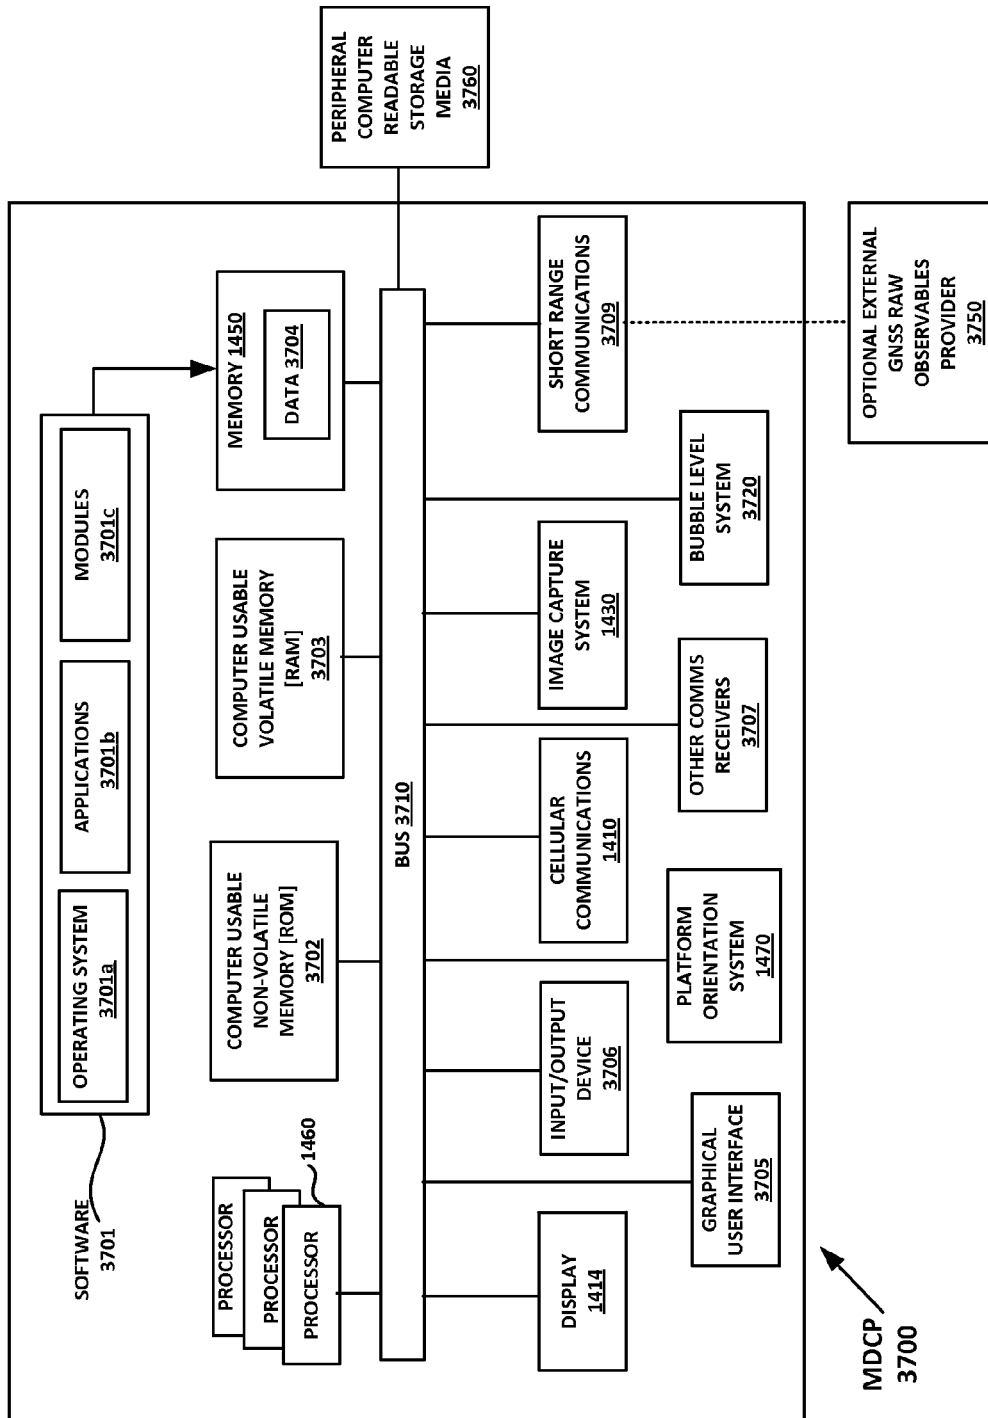 SOFTWARE
3701
OPERATING SYSTEM
3701a
APPLICATIONS
3701b
MODULES
3701c
PROCESSOR
PROCESSOR
PROCESSOR
1460
COMPUTER USABLE
NON-VOLATILE
MEMORY [ROM]
3702
COMPUTER USABLE
VOLATILE MEMORY
[RAM]
3703
MEMORY 1450
DATA 3704
BUS 3710
PERIPHERAL
COMPUTER
READABLE
STORAGE
MEDIA
3760
DISPLAY
1414
INPUT/OUTPUT
DEVICE
3706
CELLULAR
COMMUNICATIONS
1410
IMAGE CAPTURE
SYSTEM
1430
SHORT RANGE
COMMUNICATIONS
3709
GRAPHICAL
USER INTERFACE
3705
PLATFORM
ORIENTATION
SYSTEM
1470
OTHER COMMS
RECEIVERS
3707
BUBBLE LEVEL
SYSTEM
3720
OPTIONAL EXTERNAL
GNSS RAW
OBSERVABLES
PROVIDER
3750
MDCP
3700